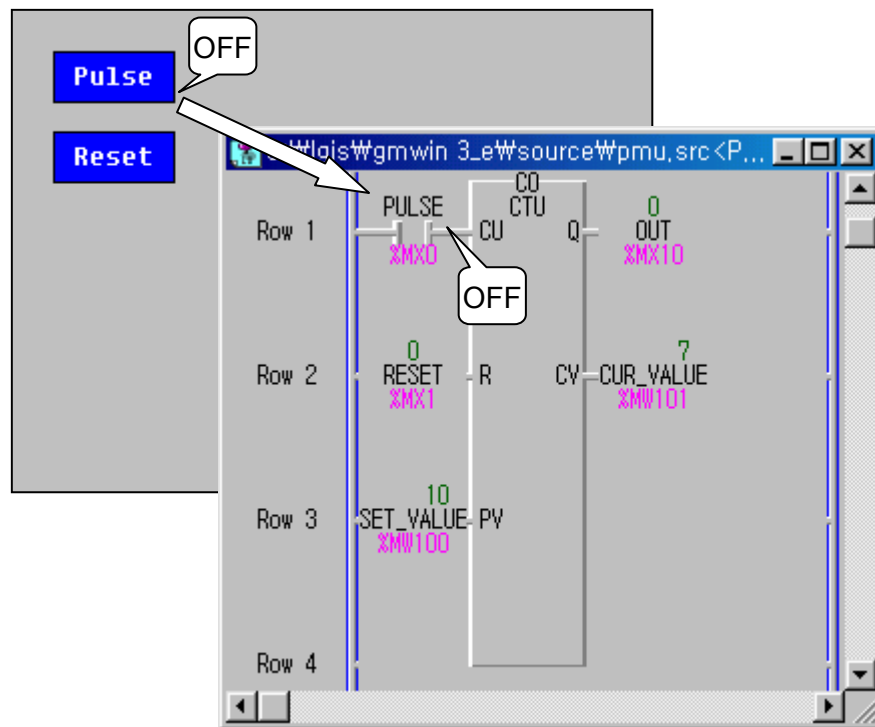 OFF
Pulse
Reset
₩lgis₩gmwin 3_e₩source₩pmu,src<P...
C0
PULSE CTU 0
Row 1 CU Q OUT
%MX0 %MX10
OFF
0 7
Row 2 RESET R CV CUR_VALUE
%MX1 %MW101
10
Row 3 SET_VALUE PV
%MW100
Row 4